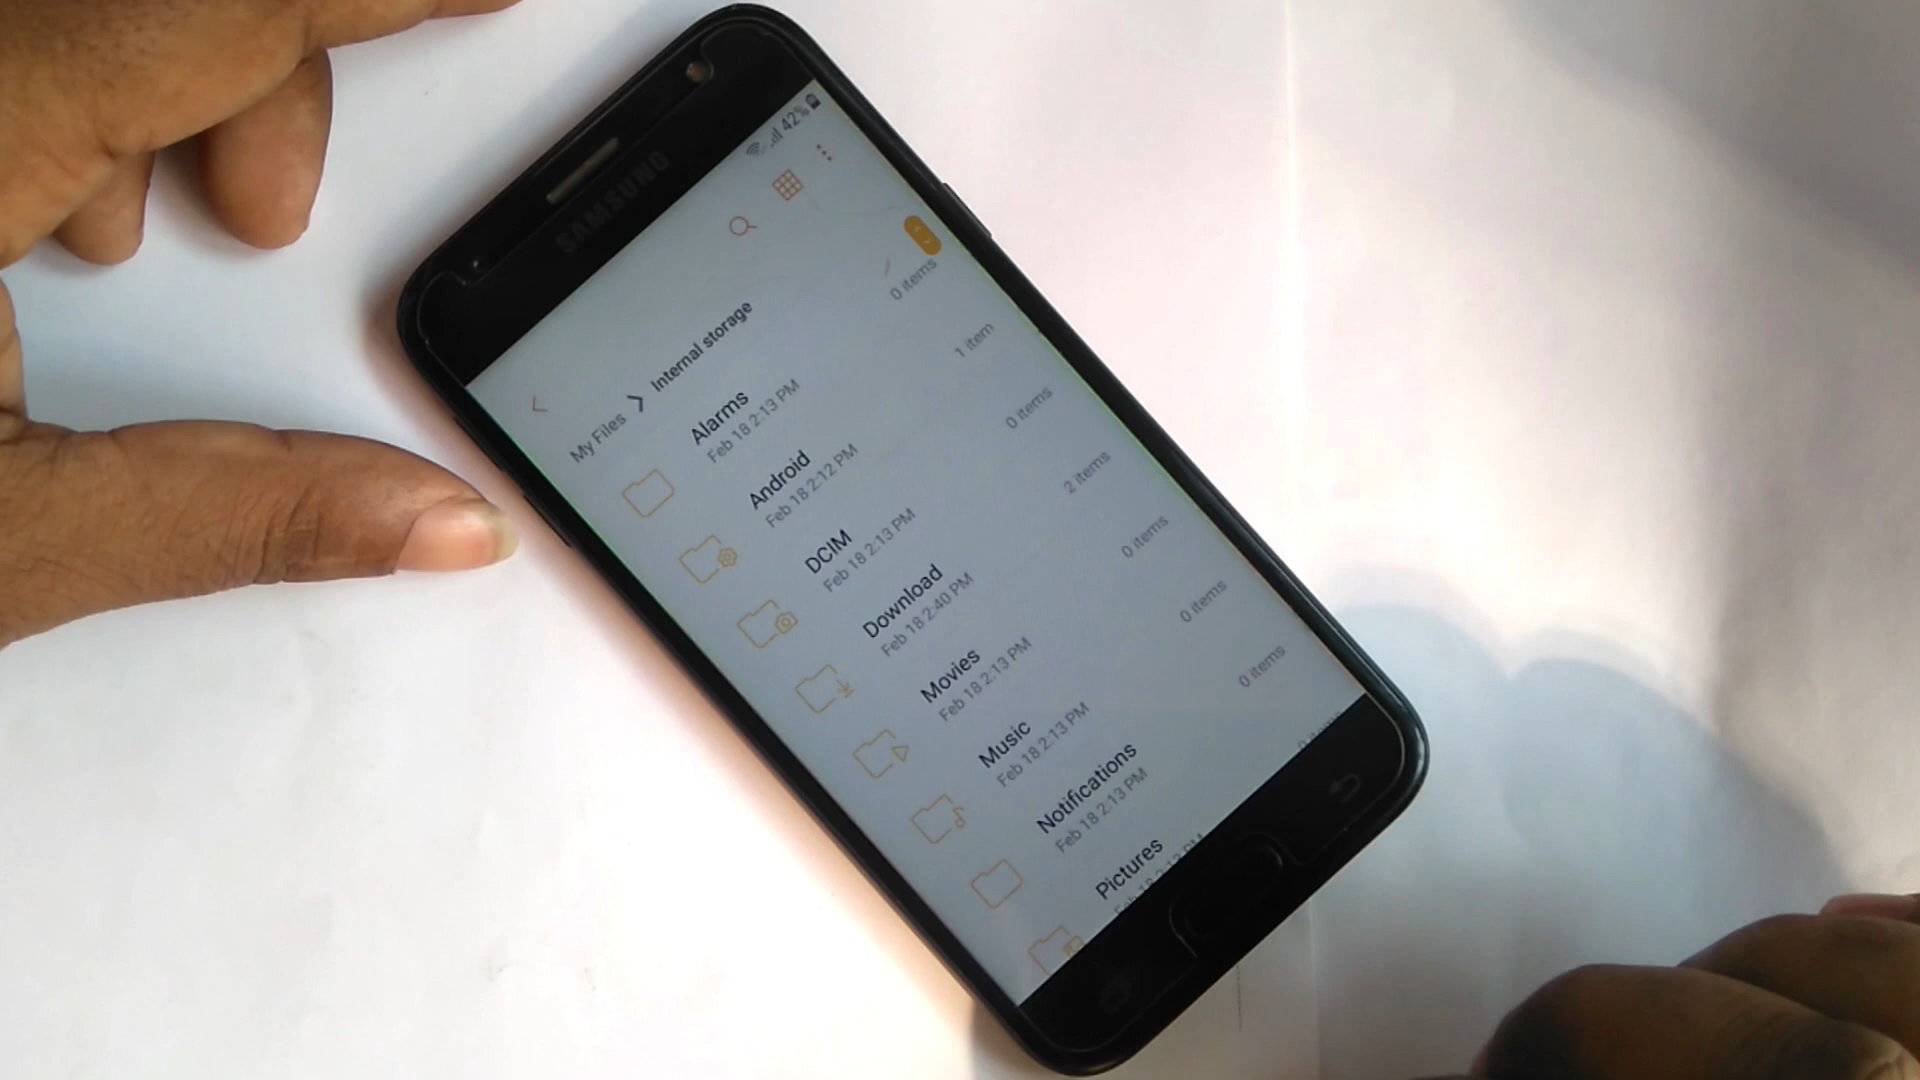 SAMSUNG
42%
My Files > Internal storage
Alarms
Feb 18 2:13 PM
0 items
Android
Feb 18 2:12 PM
1 item
DCIM
Feb 18 2:13 PM
0 items
Download
Feb 18 2:40 PM
2 items
Movies
Feb 18 2:13 PM
0 items
Music
Feb 18 2:13 PM
0 items
Notifications
Feb 18 2:13 PM
0 items
Pictures